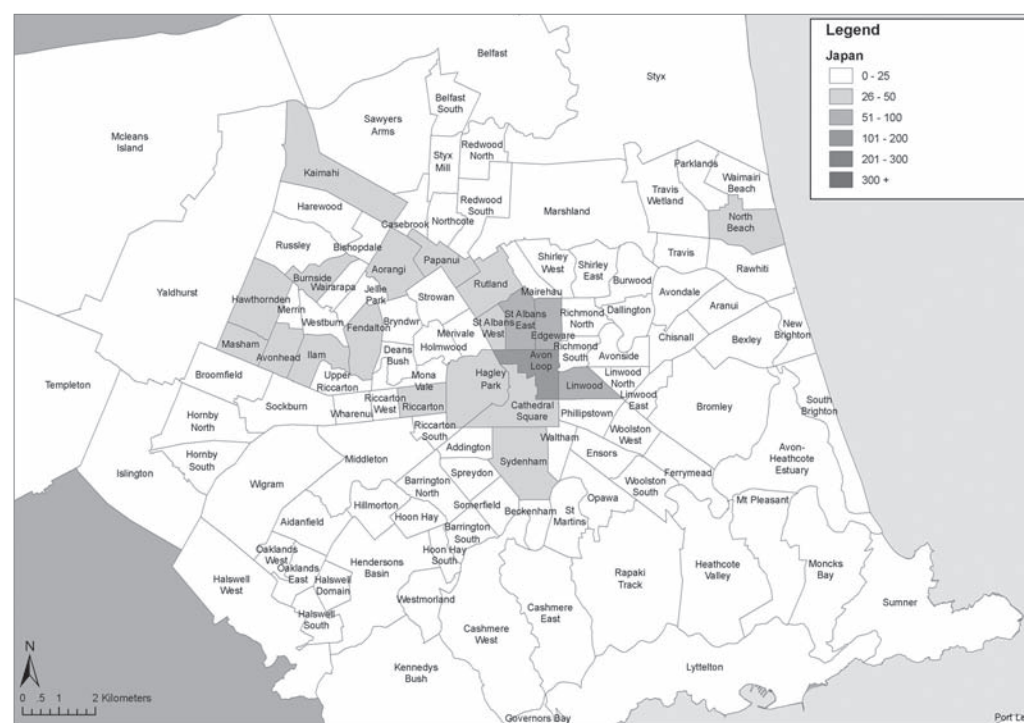 Legend
Japan
0 - 25
26 - 50
51 - 100
101 - 200
201 - 300
300 +
Belfast
Styx
Belfast
South
Sawyers
Arms
Mcleans
Island
Redwood
North
Styx
Mill
Parklands
Waimairi
Beach
Kaimahi
Travis
Wetland
Harewood
Redwood
South
Casebrook
Northcote
Marshland
North
Beach
Russley
Bishopdale
Papanui
Shirley
West
Shirley
East
Travis
Rawhiti
Aorangi
Burnside
Wairarapa
Jellie
Park
Rutland
Burwood
Yaldhurst
Hawthornden
Merrin
Strowan
Mairehau
Avondale
Aranui
Westburn
Fendalton
Bryndwr
St Albans
West
St Albans
East
Richmond
North
Dallington
Edgeware
Chisnall
Bexley
New
Brighton
Masham
Avonhead
Ilam
Deans
Bush
Merivale
Holmwood
Avon
Loop
Richmond
South
Avonside
Templeton
Broomfield
Upper
Riccarton
Mona
Vale
Hagley
Park
Linwood
Linwood
North
Linwood
East
Sockburn
Wharenui
Riccarton
West
Riccarton
Cathedral
Square
Phillipstown
Bromley
South
Brighton
Hornby
North
Riccarton
South
Woolston
West
Hornby
South
Addington
Waltham
Ensors
Avon-
Heathcote
Estuary
Islington
Middleton
Sydenham
Spreydon
Ferrymead
Wigram
Barrington
North
Woolston
South
Hillmorton
Somerfield
Opawa
Mt Pleasant
Aidanfield
Hoon Hay
Beckenham
St
Martins
Barrington
South
Oaklands
West
Oaklands
East
Hoon Hay
South
Hendersons
Basin
Halswell
West
Halswell
Domain
Rapaki
Track
Heathcote
Valley
Moncks
Bay
Westmorland
Sumner
Halswell
South
Cashmere
East
Cashmere
West
Kennedys
Bush
Lyttelton
Governors Bay
N
0 .5 1 2 Kilometers